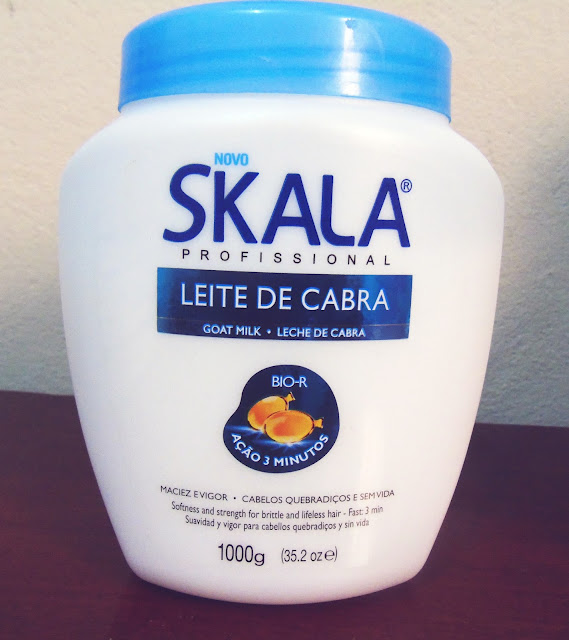 NOVO
SKALA®
PROFISSIONAL
LEITE DE CABRA
GOAT MILK • LECHE DE CABRA
BIO-R
AÇÃO 3 MINUTOS
MACIEZ E VIGOR • CABELOS QUEBRADIÇOS E SEM VIDA
Softness and strength for brittle and lifeless hair - Fast: 3 min
Suavidad y vigor para cabellos quebradiços y sin vida
1000g (35.2 oz℮)